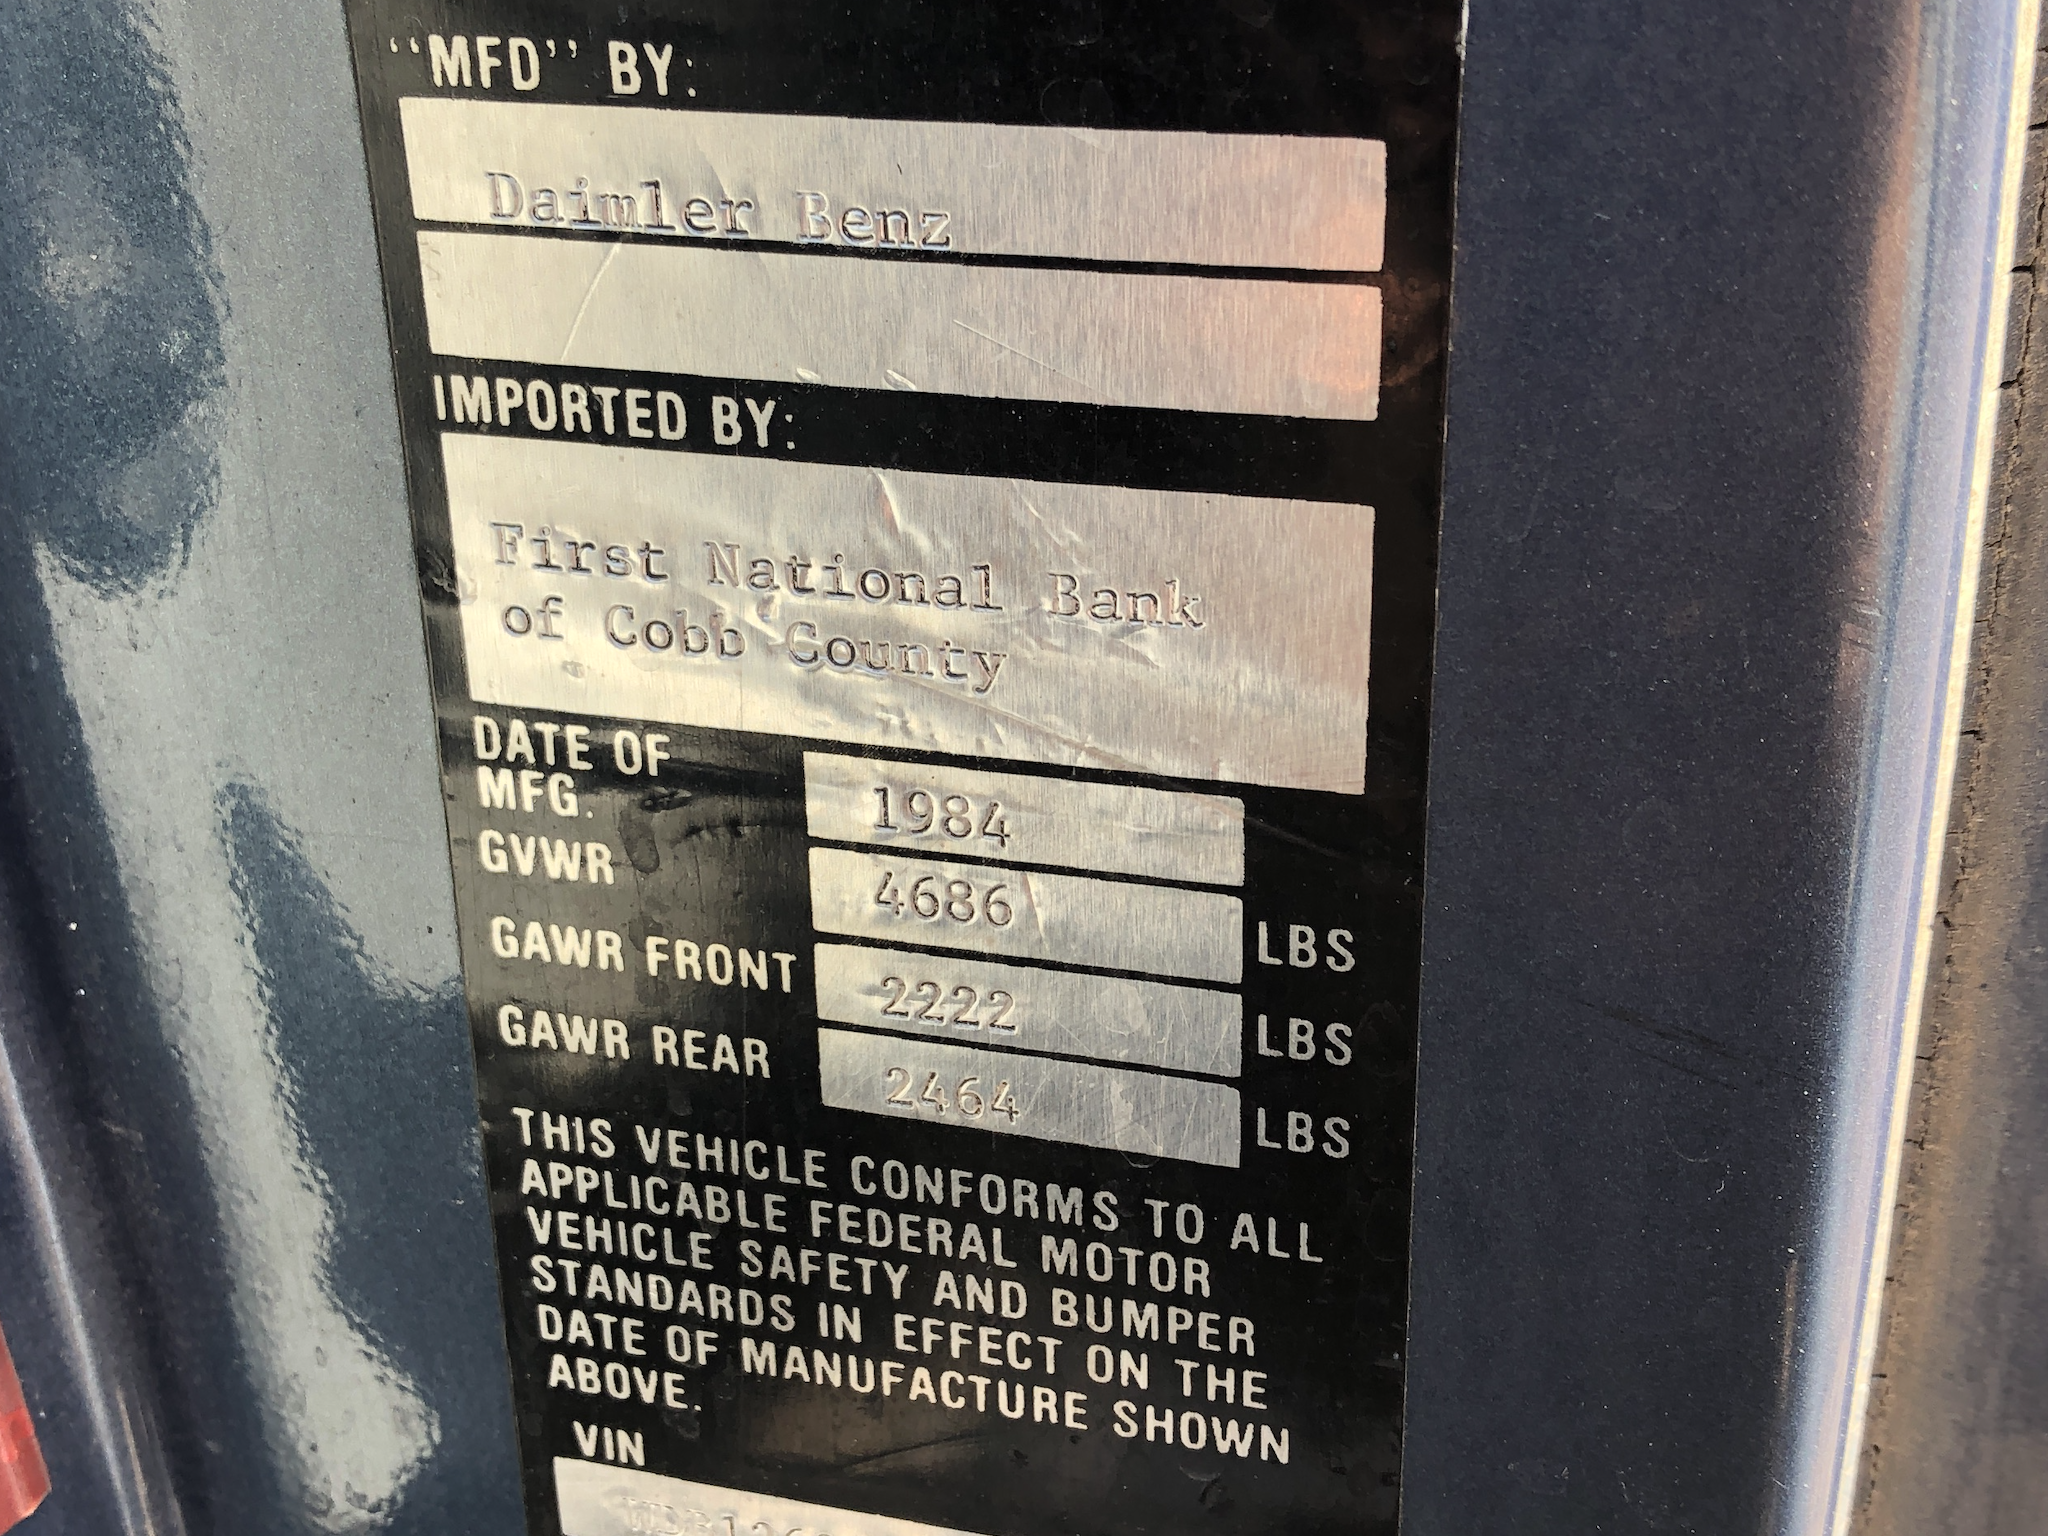 “MFD” BY:
Daimler Benz
IMPORTED BY:
First National Bank
of Cobb County
DATE OF
MFG. 1984
GVWR 4686 LBS
GAWR FRONT 2222 LBS
GAWR REAR 2464 LBS
THIS VEHICLE CONFORMS TO ALL
APPLICABLE FEDERAL MOTOR
VEHICLE SAFETY AND BUMPER
STANDARDS IN EFFECT ON THE
DATE OF MANUFACTURE SHOWN
ABOVE.
VIN